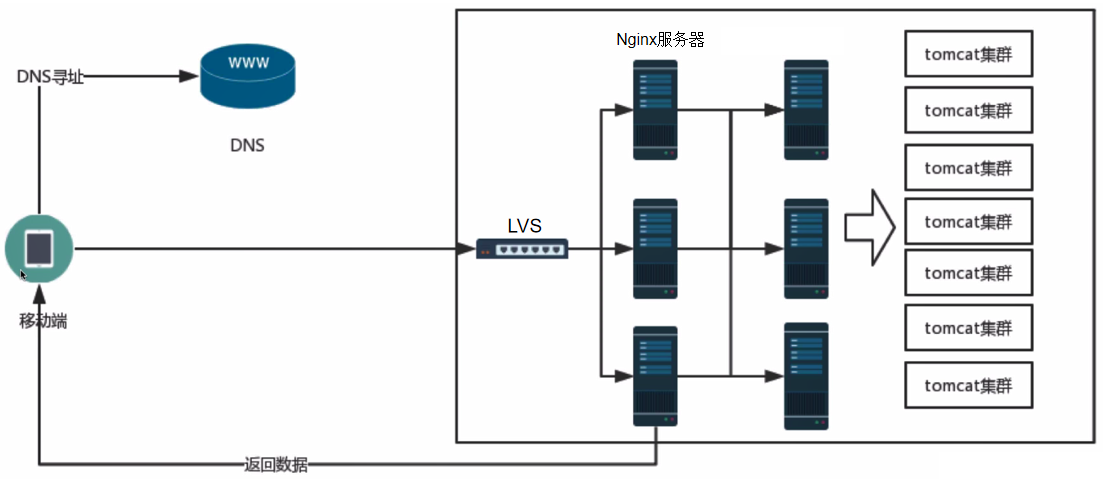 Nginx服务器
DNS寻址
WWW
DNS
LVS
移动端
返回数据
tomcat集群
tomcat集群
tomcat集群
tomcat集群
tomcat集群
tomcat集群
tomcat集群